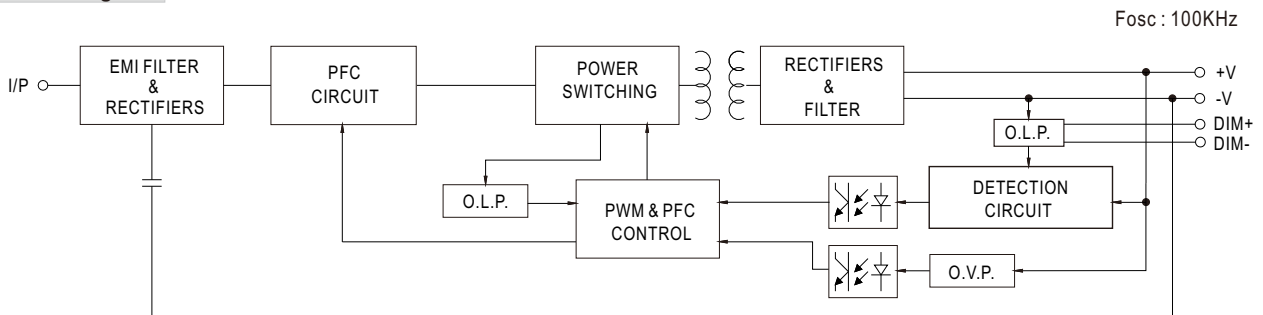 Fosc : 100KHz
I/P
EMI FILTER
&
RECTIFIERS
PFC
CIRCUIT
POWER
SWITCHING
RECTIFIERS
&
FILTER
+V
-V
DIM+
DIM-
O.L.P.
O.L.P.
PWM & PFC
CONTROL
DETECTION
CIRCUIT
O.V.P.